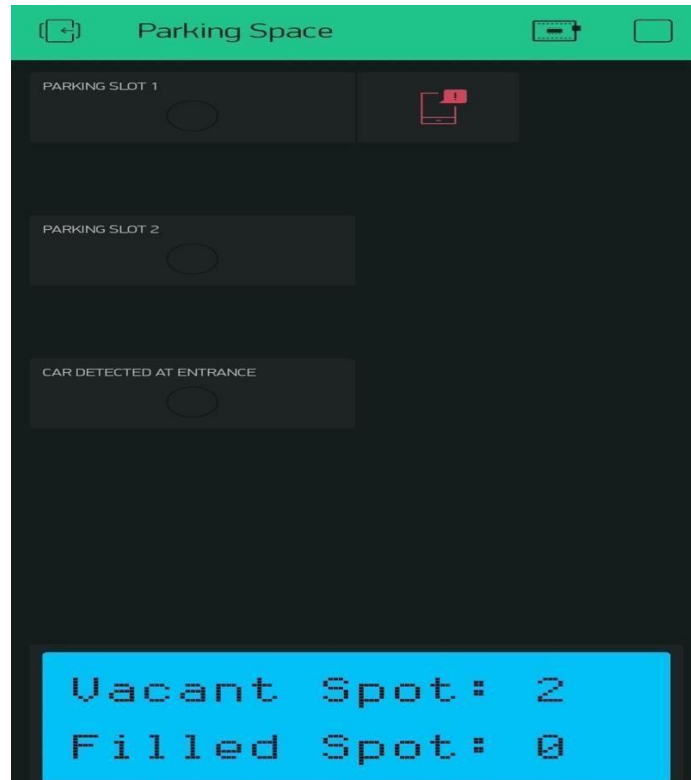 Parking Space
PARKING SLOT 1
PARKING SLOT 2
CAR DETECTED AT ENTRANCE
Vacant Spot: 2
Filled Spot: 0